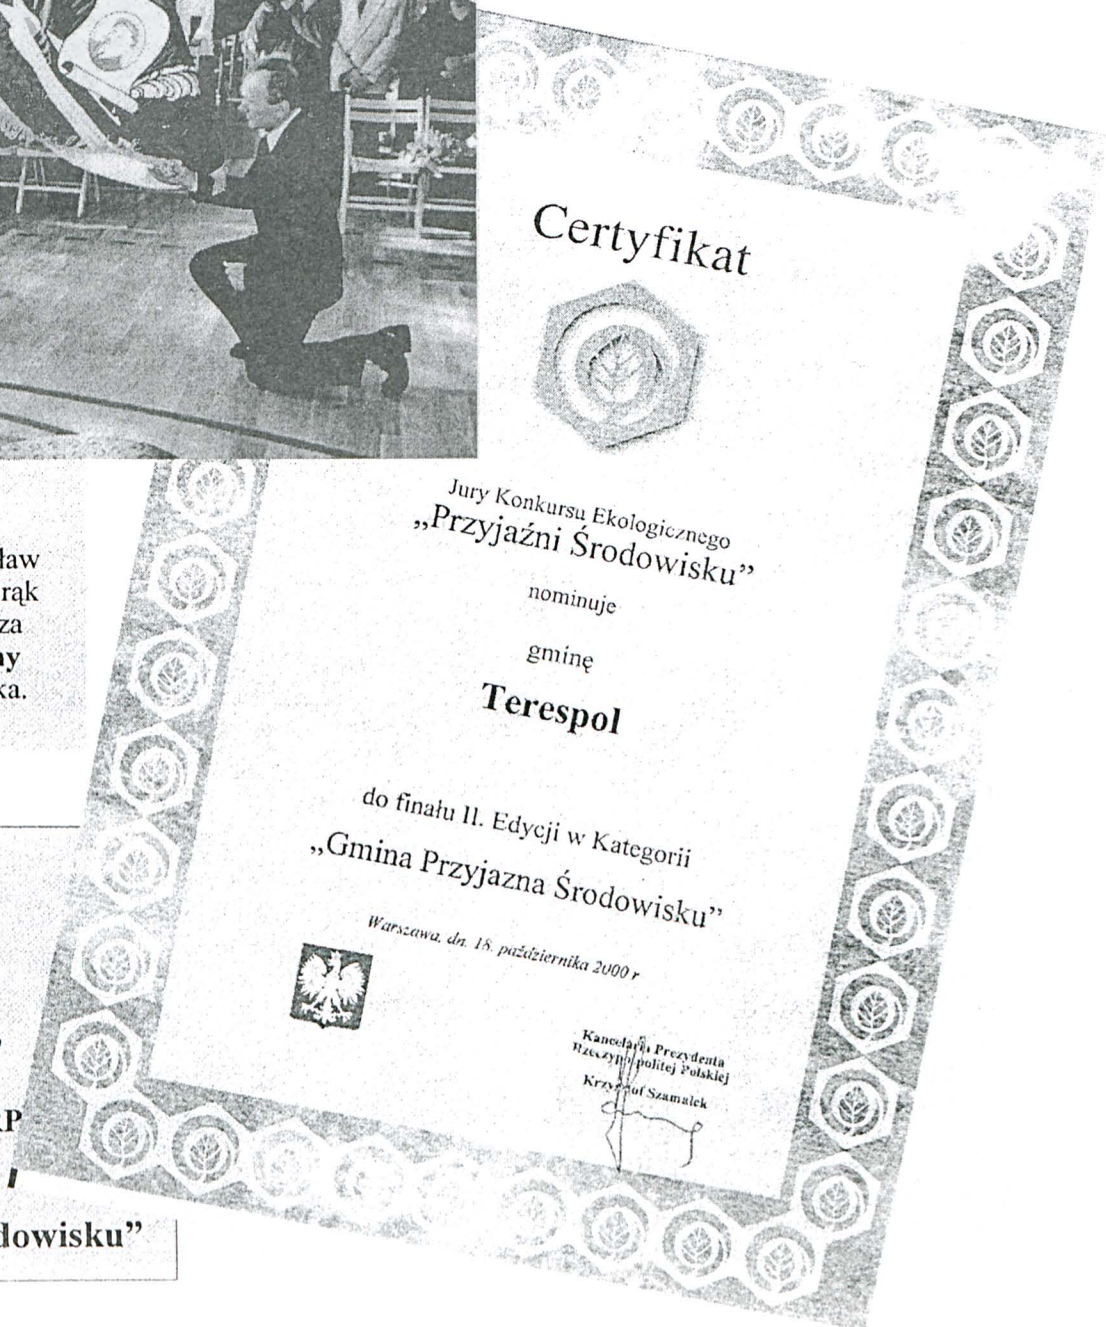 Certyfikat
Jury Konkursu Ekologicznego
„Przyjaźni Środowisku”
nominuje
gminę
Terespol
do finału II. Edycji w Kategorii
„Gmina Przyjazna Środowisku”
Warszawa, dn. 18. października 2000 r
Kancelaria Prezydenta
Rzeczypospolitej Polskiej
Krzysztof Szamałek
ław
rąk
za
ny
ka.
RP
dowisku”